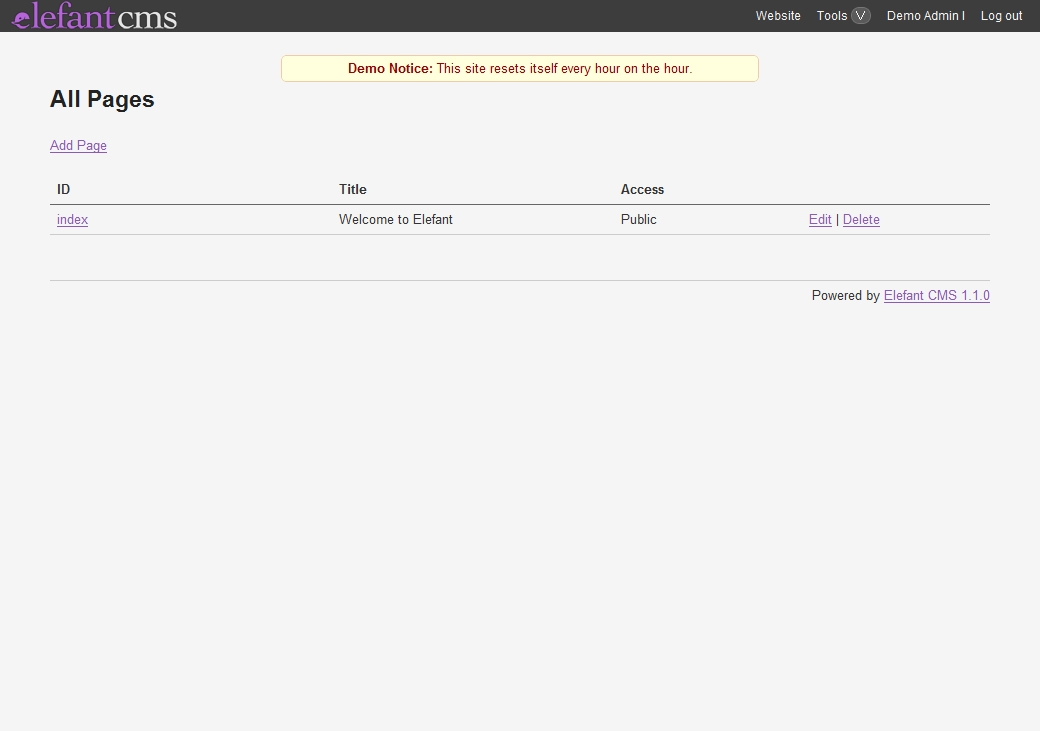 elefantcms
Website Tools V Demo Admin I Log out
Demo Notice: This site resets itself every hour on the hour.
All Pages
Add Page
ID Title Access
index Welcome to Elefant Public Edit | Delete
Powered by Elefant CMS 1.1.0